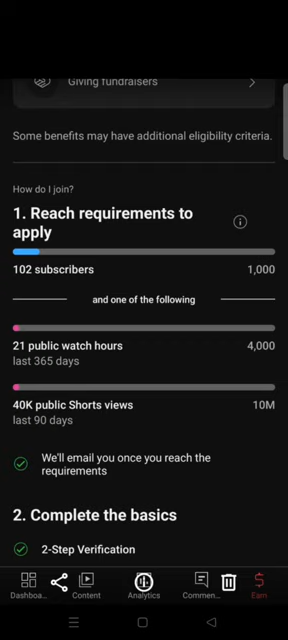 Giving fundraisers
Some benefits may have additional eligibility criteria.
How do I join?
1. Reach requirements to
apply
102 subscribers 1,000
and one of the following
21 public watch hours 4,000
last 365 days
40K public Shorts views 10M
last 90 days
We'll email you once you reach the
requirements
2. Complete the basics
2-Step Verification
Dashboa... Content Analytics Commen... Earn